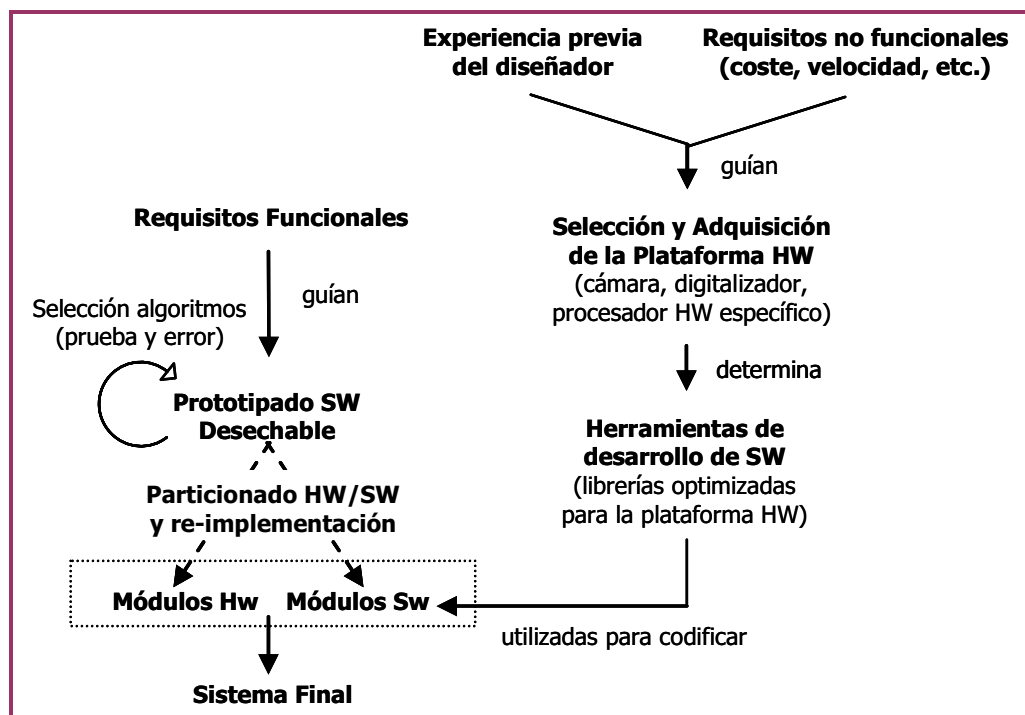 Experiencia previa
del diseñador
Requisitos no funcionales
(coste, velocidad, etc.)
guían
Requisitos Funcionales
Selección y Adquisición
de la Plataforma HW
(cámara, digitalizador,
procesador HW específico)
guían
Selección algoritmos
(prueba y error)
determina
Prototipado SW
Desechable
Herramientas de
desarrollo de SW
(librerías optimizadas
para la plataforma HW)
Particionado HW/SW
y re-implementación
Módulos Hw
Módulos Sw
utilizadas para codificar
Sistema Final